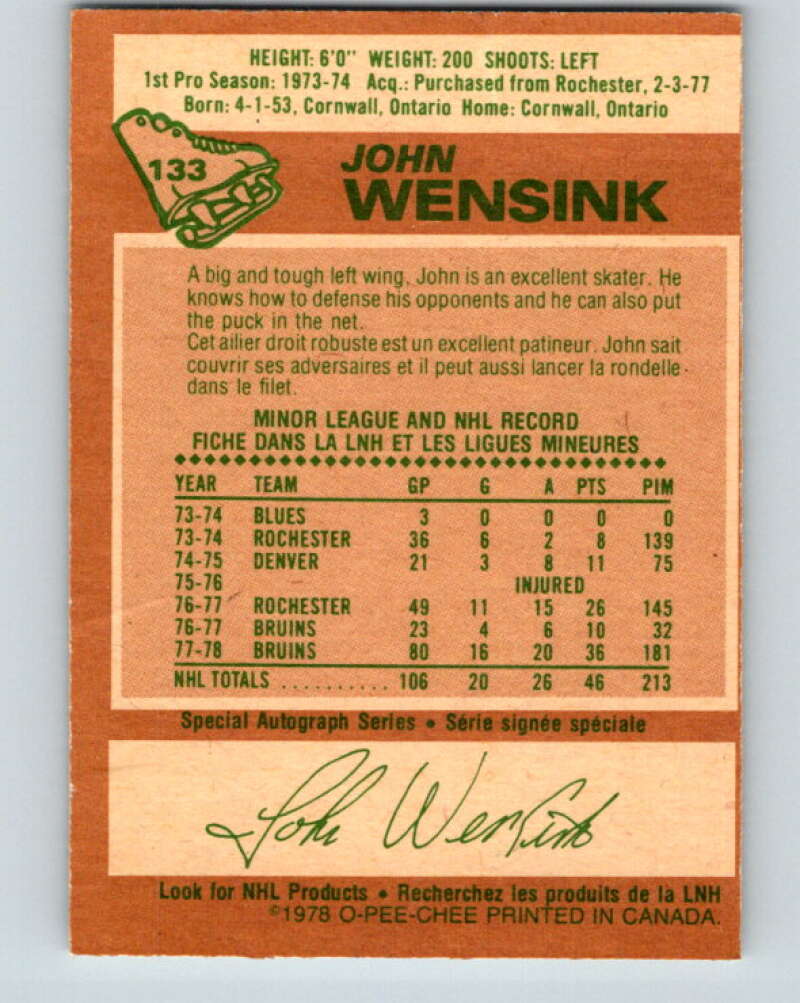 HEIGHT: 6'0" WEIGHT: 200 SHOOTS: LEFT
1st Pro Season: 1973-74 Acq.: Purchased from Rochester, 2-3-77
Born: 4-1-53, Cornwall, Ontario Home: Cornwall, Ontario
133
JOHN
WENSINK
A big and tough left wing, John is an excellent skater. He
knows how to defense his opponents and he can also put
the puck in the net.
Cet ailier droit robuste est un excellent patineur. John sait
couvrir ses adversaires et il peut aussi lancer la rondelle
dans le filet.
MINOR LEAGUE AND NHL RECORD
FICHE DANS LA LNH ET LES LIGUES MINEURES
YEAR TEAM GP G A PTS PIM
73-74 BLUES 3 0 0 0 0
73-74 ROCHESTER 36 6 2 8 139
74-75 DENVER 21 3 8 11 75
75-76 INJURED
76-77 ROCHESTER 49 11 15 26 145
76-77 BRUINS 23 4 6 10 32
77-78 BRUINS 80 16 20 36 181
NHL TOTALS .......... 106 20 26 46 213
Special Autograph Series • Série signée spéciale
John Wensink
Look for NHL Products • Recherchez les produits de la LNH
©1978 O-PEE-CHEE PRINTED IN CANADA.